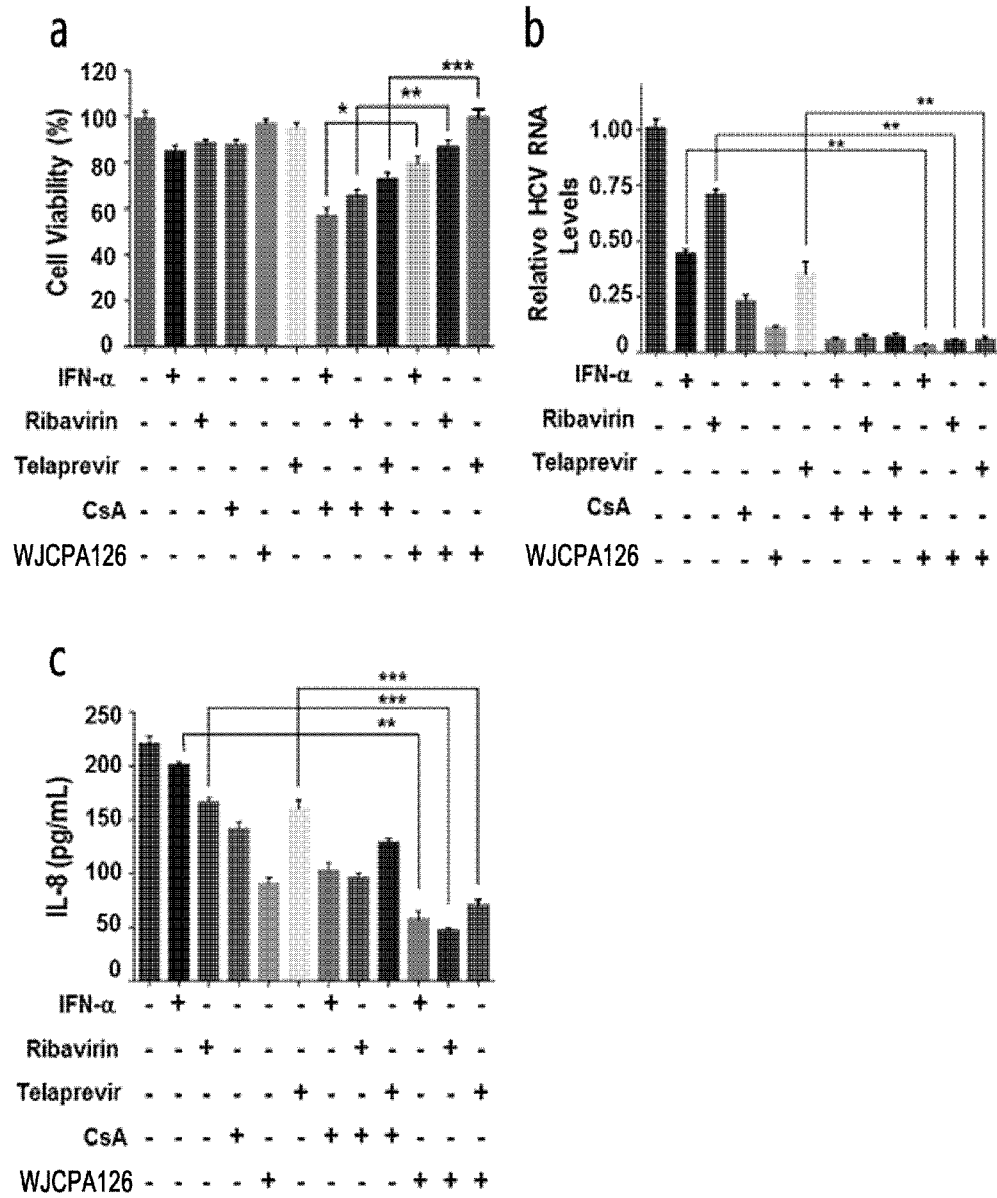 a
Cell Viability (%)
120
100
80
60
40
20
0
*
**
***
IFN-α - + - - - - + - - + - -
Ribavirin - - + - - - - + - - + -
Telaprevir - - - - - + - - + - - +
CsA - - - + - - + + + - - -
WJCPA126 - - - - + - - - - + + +
b
Relative HCV RNA
Levels
1.00
0.75
0.50
0.25
0
**
**
**
IFN-α - + - - - - + - - + - -
Ribavirin - - + - - - - + - - + -
Telaprevir - - - - - + - - + - - +
CsA - - - + - - + + + - - -
WJCPA126 - - - - + - - - - + + +
c
IL-8 (pg/mL)
250
200
150
100
50
0
***
***
**
IFN-α - + - - - - + - - + - -
Ribavirin - - + - - - - + - - + -
Telaprevir - - - - - + - - + - - +
CsA - - - + - - + + + - - -
WJCPA126 - - - - + - - - - + + +